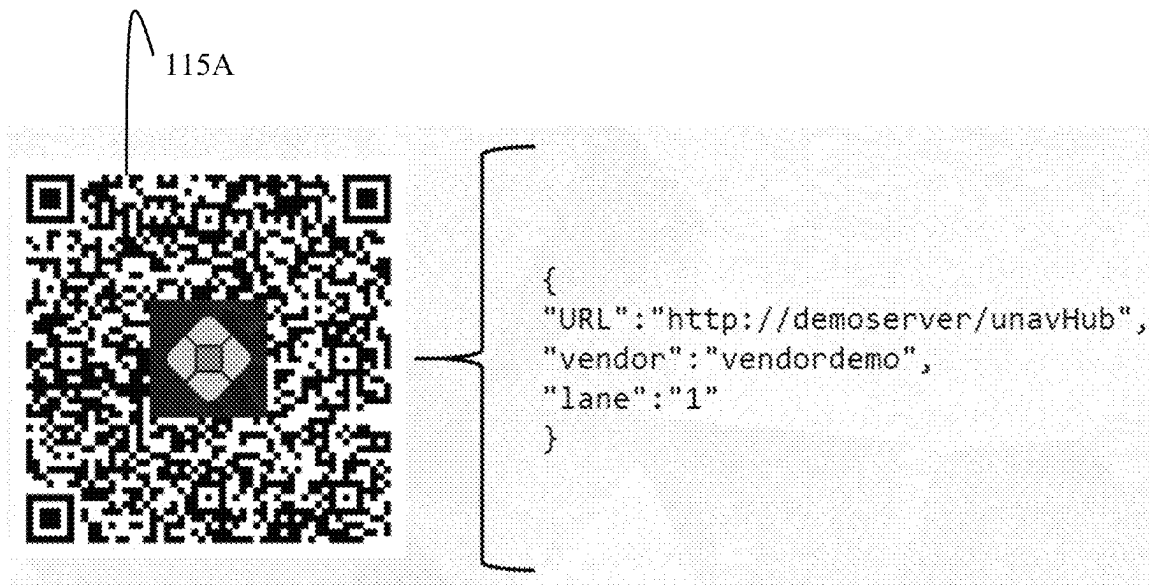 115A
{
"URL":"http://demoserver/unavHub",
"vendor":"vendordemo",
"lane":"1"
}